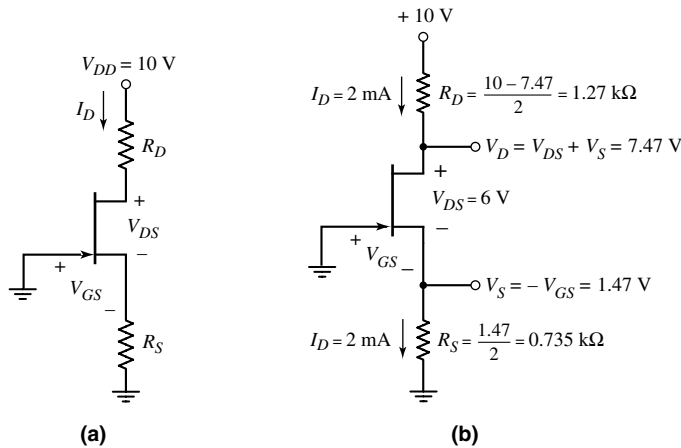 V_DD = 10 V
I_D
R_D
+
V_DS
−
+
V_GS
−
R_S
(a)
+ 10 V
I_D = 2 mA
R_D = (10 – 7.47)/2 = 1.27 kΩ
V_D = V_DS + V_S = 7.47 V
+
V_DS = 6 V
−
+
V_GS
−
V_S = – V_GS = 1.47 V
I_D = 2 mA
R_S = 1.47/2 = 0.735 kΩ
(b)